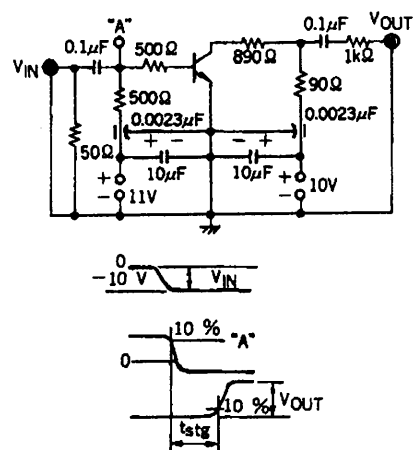 "A"
0.1μF
500Ω
VIN
890Ω
0.1μF
VOUT
1kΩ
500Ω
90Ω
50Ω
0.0023μF
0.0023μF
+ -
- +
10μF
10μF
+
- 11V
+
- 10V
0
-10 V
VIN
10 %
"A"
0
10 %
VOUT
tstg